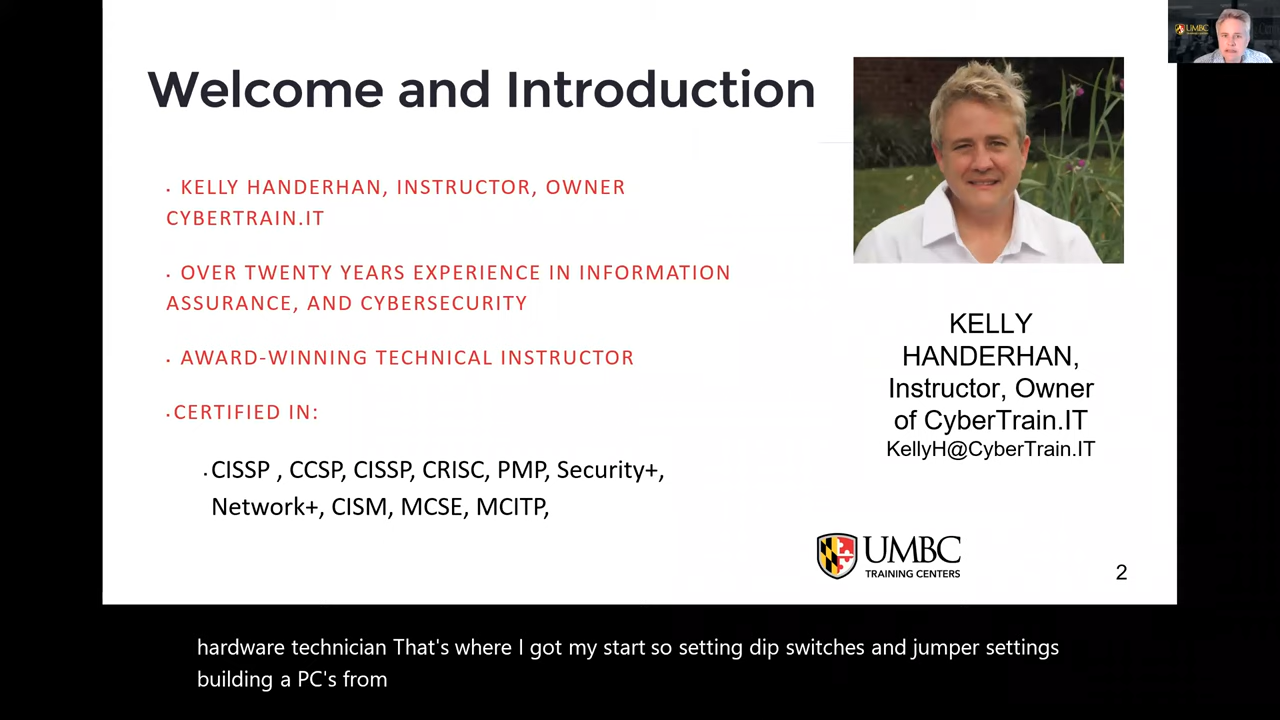 Welcome and Introduction
· KELLY HANDERHAN, INSTRUCTOR, OWNER
CYBERTRAIN.IT
· OVER TWENTY YEARS EXPERIENCE IN INFORMATION
ASSURANCE, AND CYBERSECURITY
· AWARD-WINNING TECHNICAL INSTRUCTOR
·CERTIFIED IN:
·CISSP , CCSP, CISSP, CRISC, PMP, Security+,
Network+, CISM, MCSE, MCITP,
KELLY
HANDERHAN,
Instructor, Owner
of CyberTrain.IT
KellyH@CyberTrain.IT
UMBC
TRAINING CENTERS
2
UMBC
hardware technician That's where I got my start so setting dip switches and jumper settings
building a PC's from